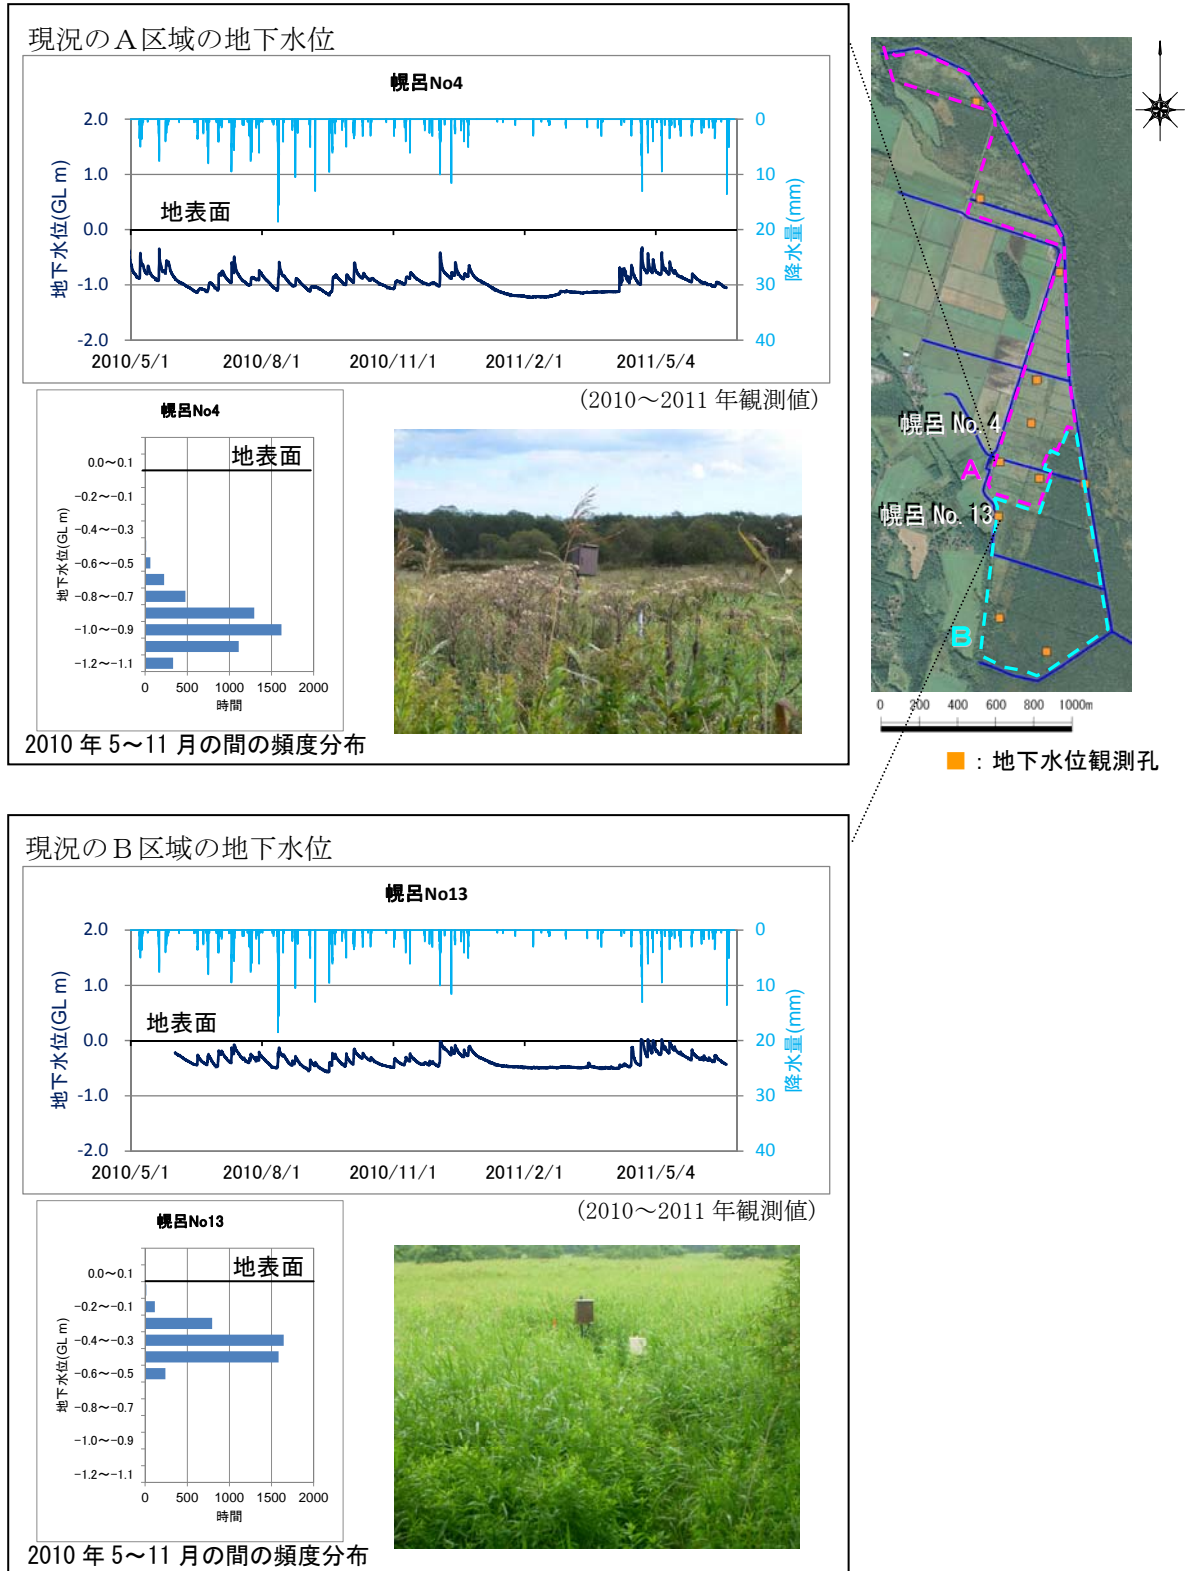 現況のＡ区域の地下水位
幌呂No4
地下水位(GL m)
2.0
1.0
0.0
-1.0
-2.0
地表面
0
10
20
30
40
降水量(mm)
2010/5/1
2010/8/1
2010/11/1
2011/2/1
2011/5/4
（2010～2011 年観測値）
幌呂No4
地下水位(GL m)
地表面
0.0～0.1
-0.2～-0.1
-0.4～-0.3
-0.6～-0.5
-0.8～-0.7
-1.0～-0.9
-1.2～-1.1
0 500 1000 1500 2000
時間
2010 年 5～11 月の間の頻度分布
幌呂 No. 4
A
幌呂 No. 13
B
0 200 400 600 800 1000m
：地下水位観測孔
現況のＢ区域の地下水位
幌呂No13
地下水位(GL m)
2.0
1.0
0.0
-1.0
-2.0
地表面
0
10
20
30
40
降水量(mm)
2010/5/1
2010/8/1
2010/11/1
2011/2/1
2011/5/4
（2010～2011 年観測値）
幌呂No13
地下水位(GL m)
地表面
0.0～0.1
-0.2～-0.1
-0.4～-0.3
-0.6～-0.5
-0.8～-0.7
-1.0～-0.9
-1.2～-1.1
0 500 1000 1500 2000
時間
2010 年 5～11 月の間の頻度分布